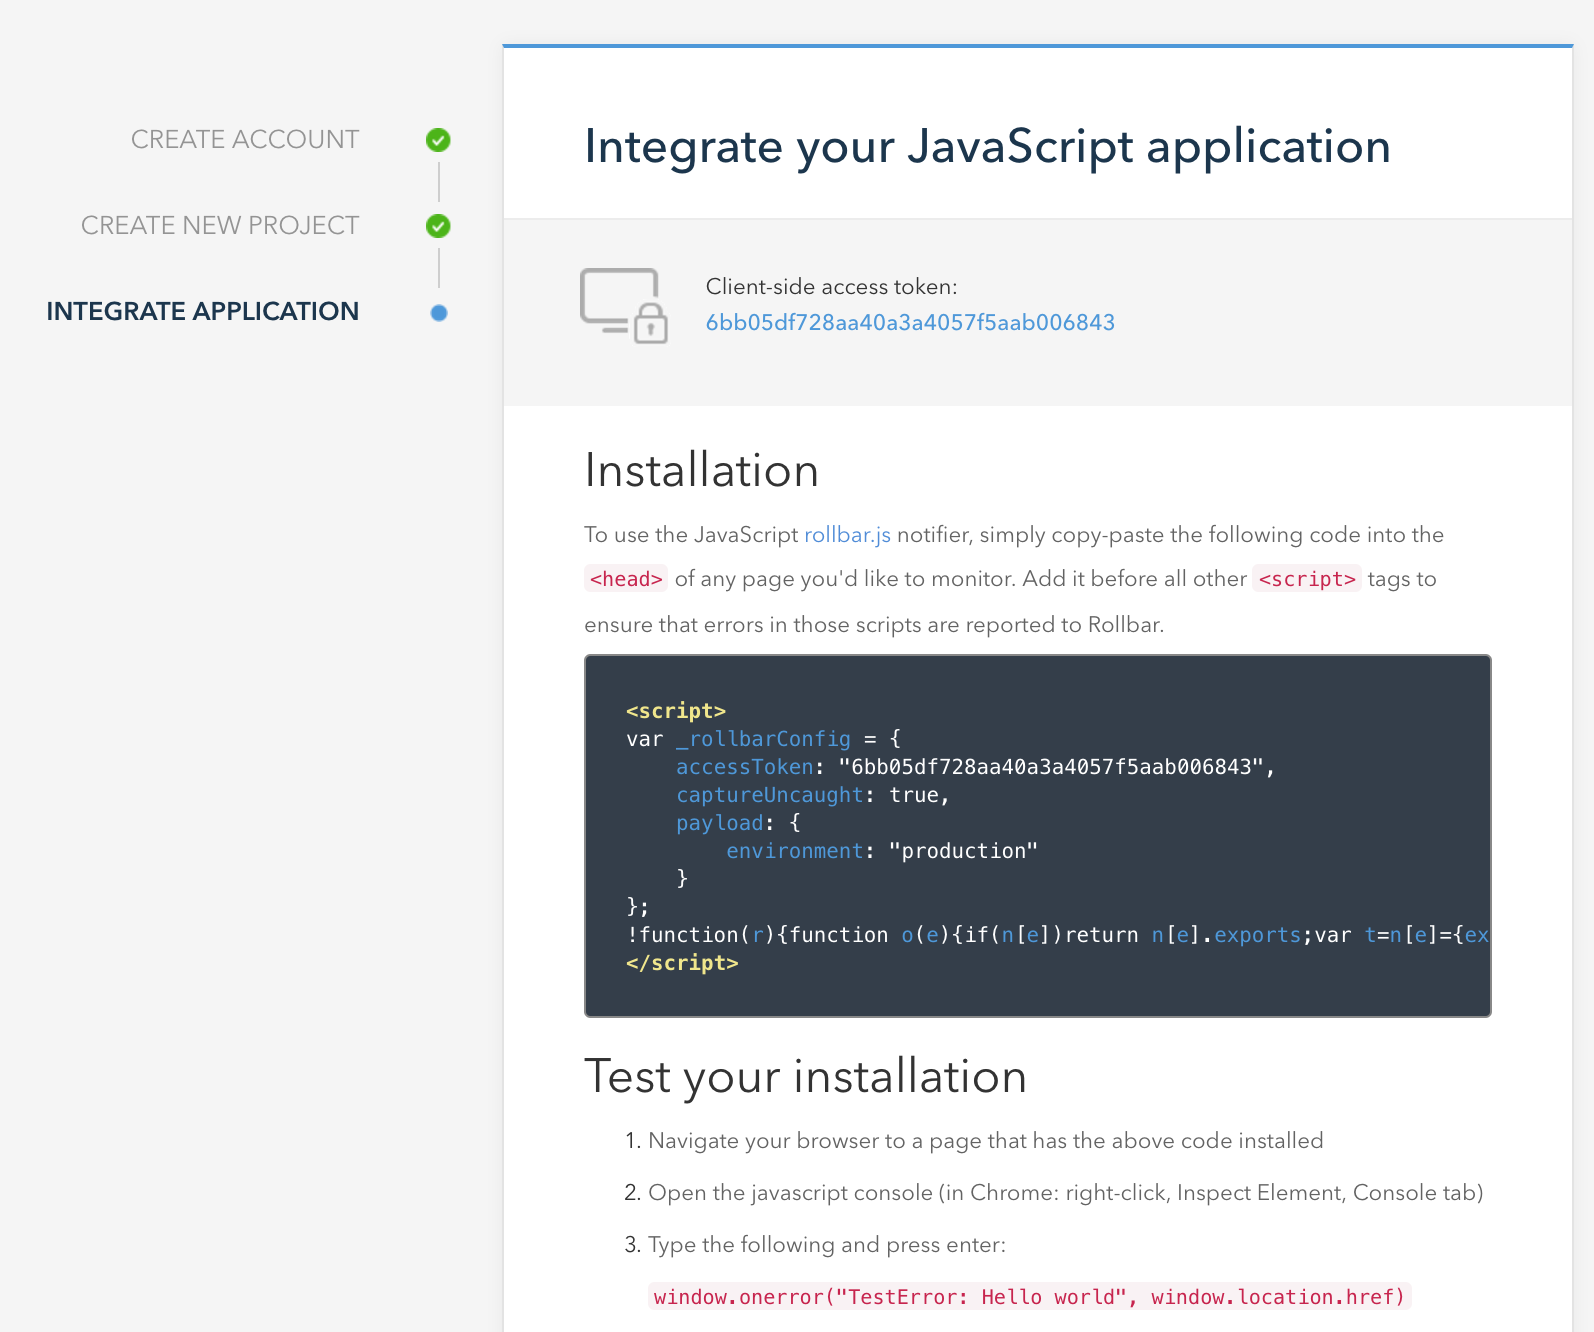 CREATE ACCOUNT
CREATE NEW PROJECT
INTEGRATE APPLICATION
Integrate your JavaScript application
Client-side access token:
6bb05df728aa40a3a4057f5aab006843
Installation
To use the JavaScript rollbar.js notifier, simply copy-paste the following code into the
<head> of any page you'd like to monitor. Add it before all other <script> tags to
ensure that errors in those scripts are reported to Rollbar.
<script>
var _rollbarConfig = {
    accessToken: "6bb05df728aa40a3a4057f5aab006843",
    captureUncaught: true,
    payload: {
        environment: "production"
    }
};
!function(r){function o(e){if(n[e])return n[e].exports;var t=n[e]={ex
</script>
Test your installation
1. Navigate your browser to a page that has the above code installed
2. Open the javascript console (in Chrome: right-click, Inspect Element, Console tab)
3. Type the following and press enter:
window.onerror("TestError: Hello world", window.location.href)